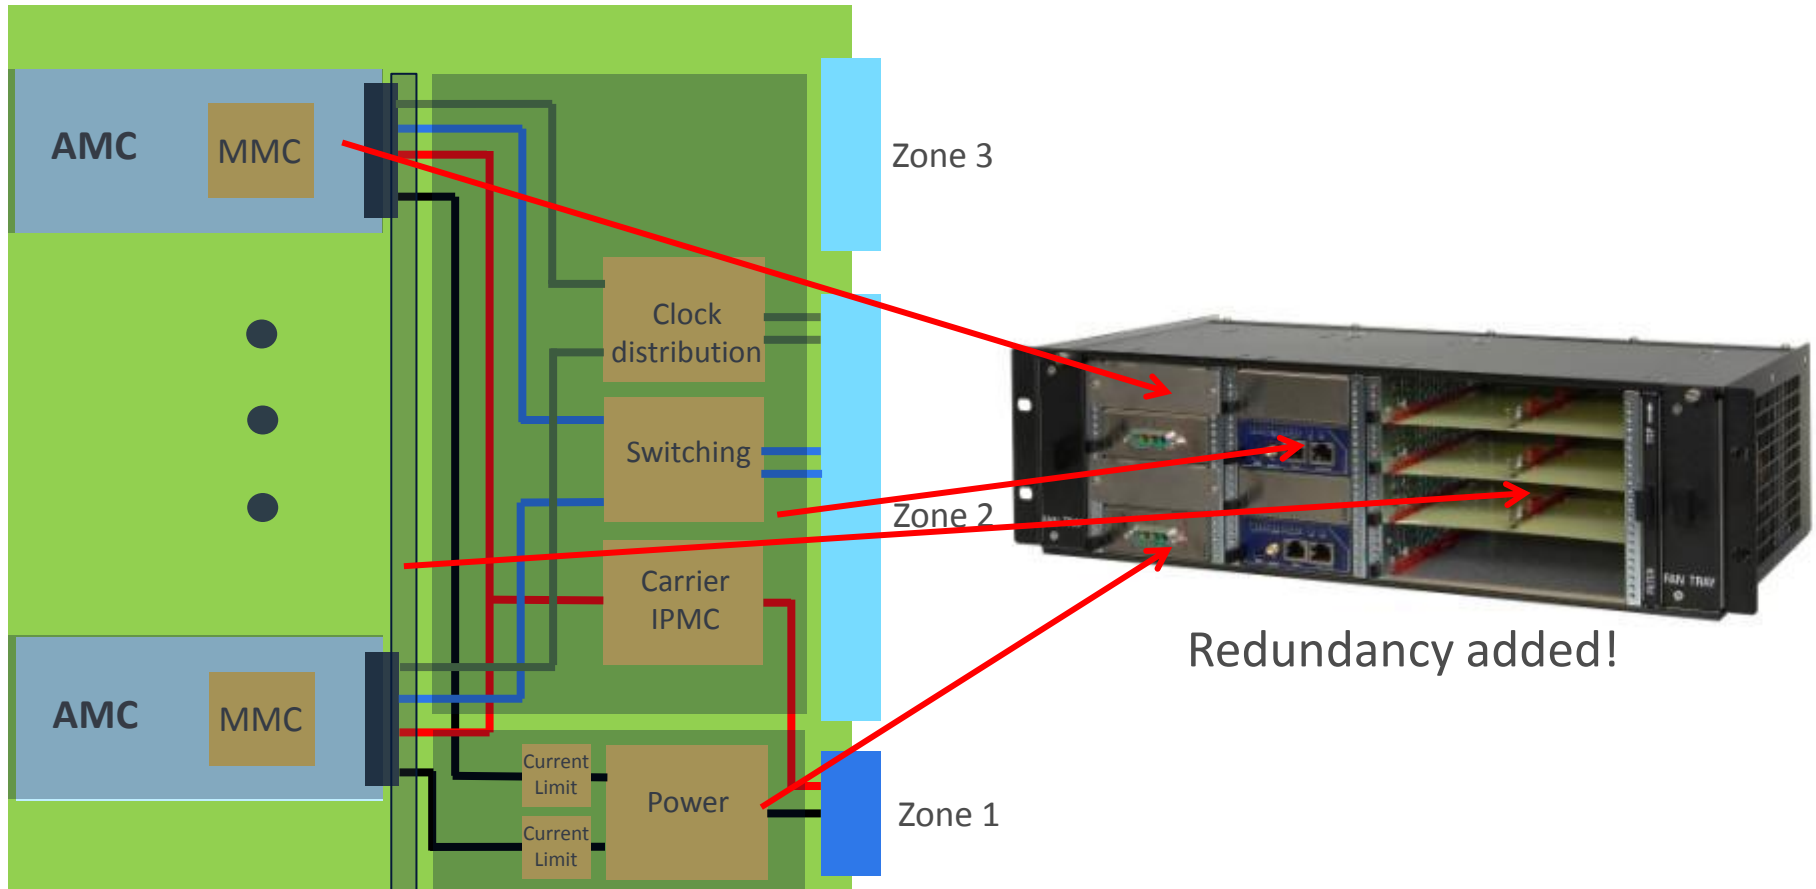 AMC
MMC
Zone 3
Clock
distribution
Switching
Zone 2
Carrier
IPMC
AMC
MMC
Current
Limit
Power
Current
Limit
Zone 1
FAN TRAY
FILTER
Redundancy added!